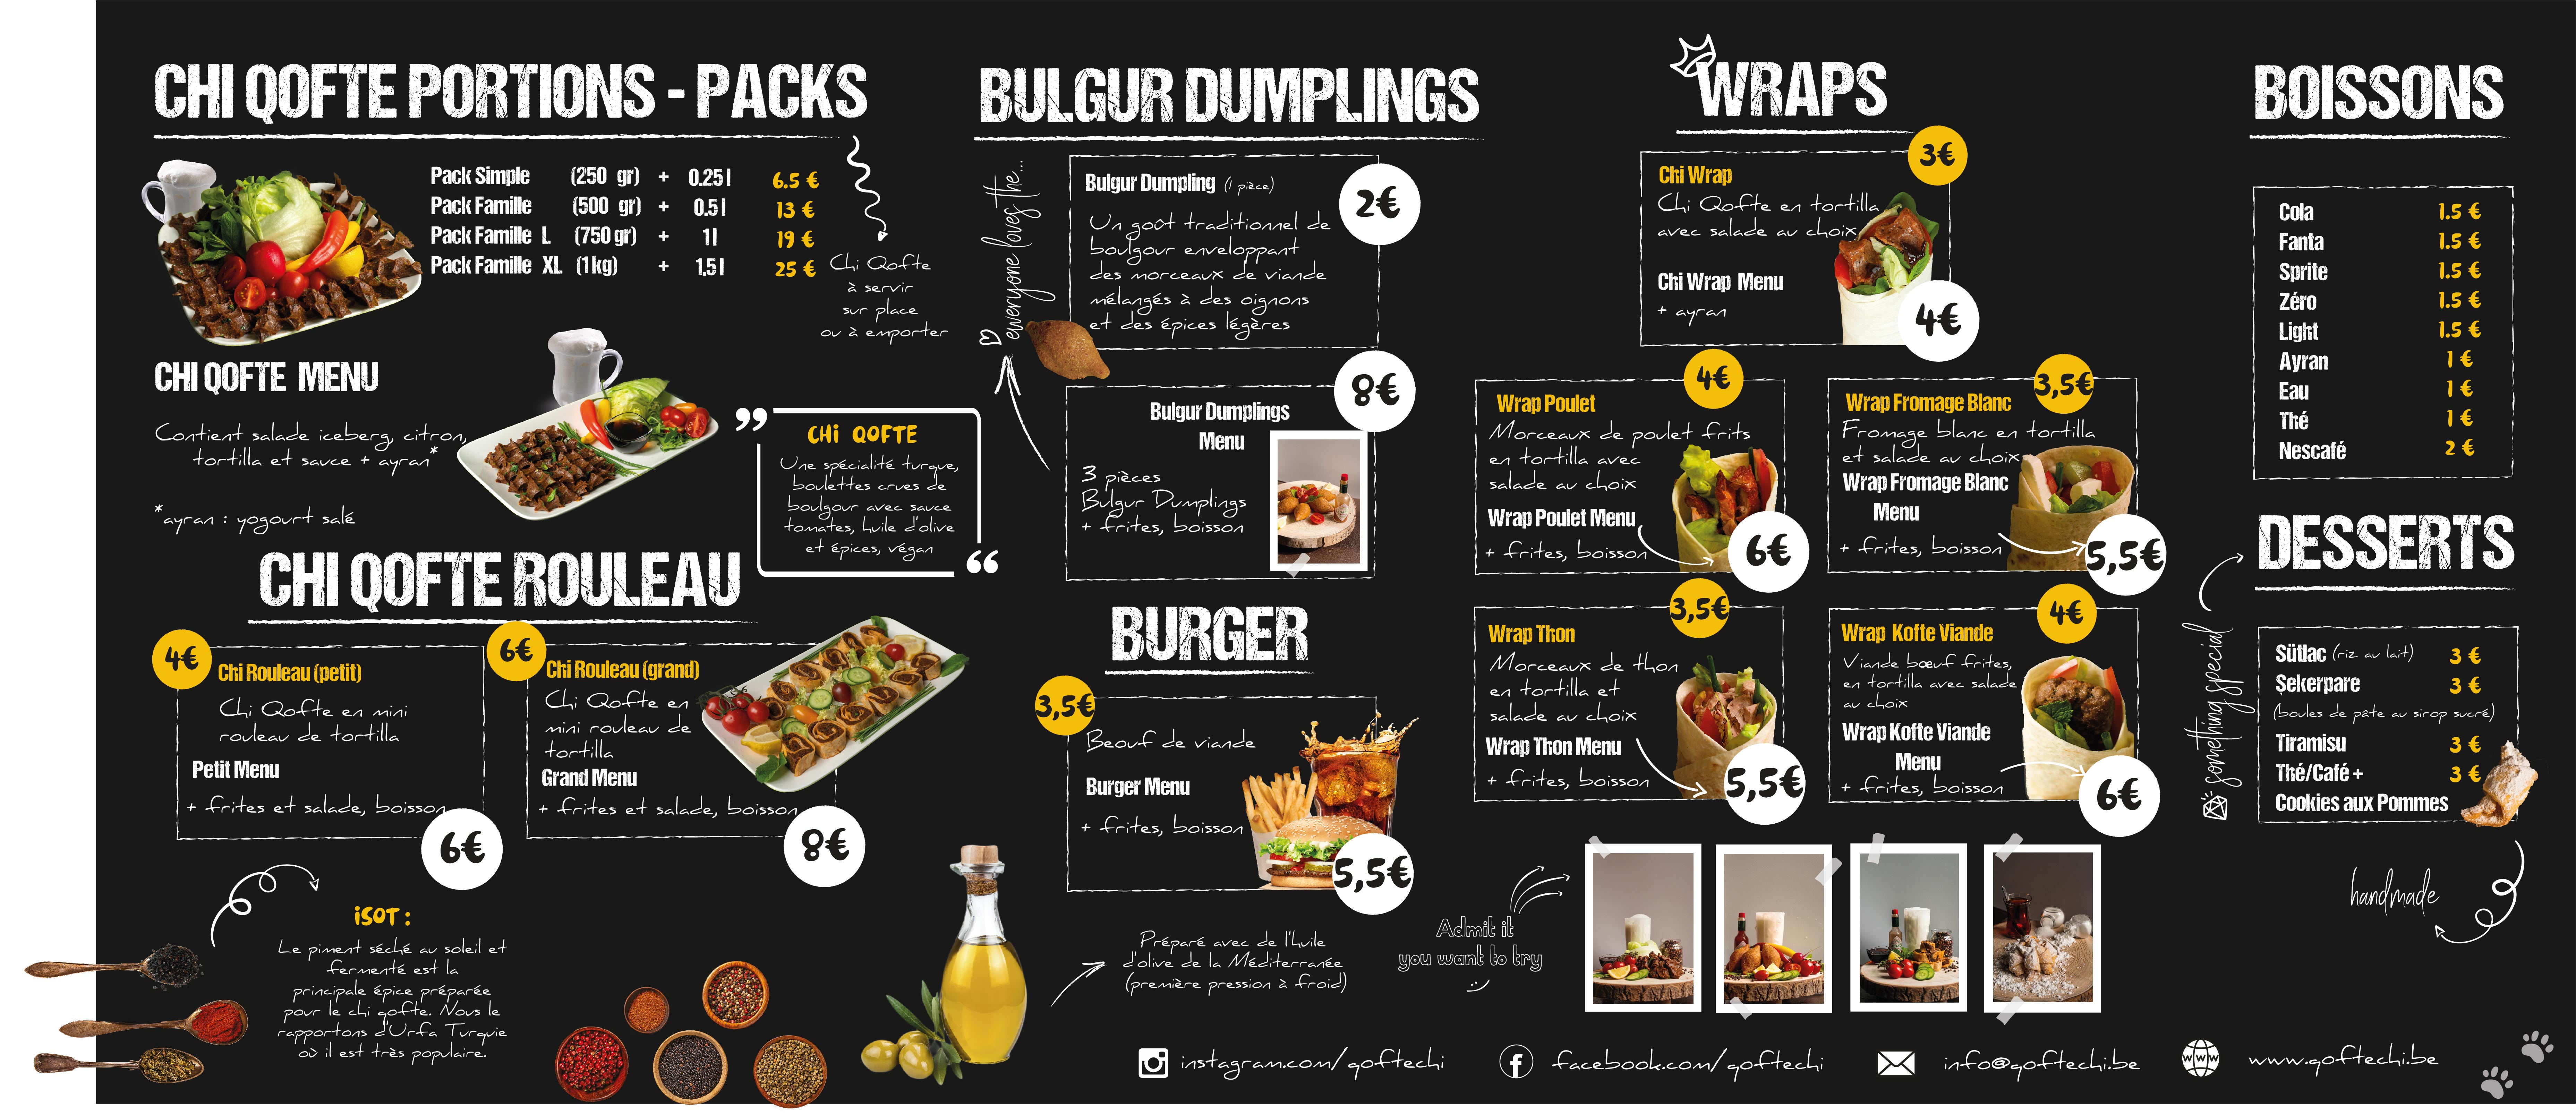 CHI QOFTE PORTIONS - PACKS
Pack Simple (250 gr) + 0.25 l 6.5 €
Pack Famille (500 gr) + 0.5 l 13 €
Pack Famille L (750 gr) + 1 l 19 €
Pack Famille XL (1kg) + 1.5 l 25 €
Chi Qofte
à servir
sur place
ou à emporter
CHI QOFTE MENU
Contient salade iceberg, citron,
tortilla et sauce + ayran*
*ayran : yogourt salé
CHi QOFTE
Une spécialité turque,
boulettes crues de
boulgour avec sauce
tomates, huile d'olive
et épices, végan
CHI QOFTE ROULEAU
4€
Chi Rouleau (petit)
Chi Qofte en mini
rouleau de tortilla
Petit Menu
+ frites et salade, boisson
6€
6€
Chi Rouleau (grand)
Chi Qofte en
mini rouleau de
tortilla
Grand Menu
+ frites et salade, boisson
8€
iSOT :
Le piment séché au soleil et
fermenté est la
principale épice préparée
pour le chi qofte. Nous le
rapportons d'Urfa Turquie
où il est très populaire.
BULGUR DUMPLINGS
everyone loves the...
Bulgur Dumpling (1 pièce)
2€
Un goût traditionnel de
boulgour enveloppant
des morceaux de viande
mélangés à des oignons
et des épices légères
8€
Bulgur Dumplings
Menu
3 pièces
Bulgur Dumplings
+ frites, boisson
BURGER
3,5€
Beouf de viande
Burger Menu
+ frites, boisson
5,5€
Préparé avec de l'huile
d'olive de la Méditerranée
(première pression à froid)
WRAPS
3€
Chi Wrap
Chi Qofte en tortilla
avec salade au choix
Chi Wrap Menu
+ ayran
4€
4€
Wrap Poulet
Morceaux de poulet frits
en tortilla avec
salade au choix
Wrap Poulet Menu
+ frites, boisson
6€
3,5€
Wrap Fromage Blanc
Fromage blanc en tortilla
et salade au choix
Wrap Fromage Blanc
Menu
+ frites, boisson
5,5€
3,5€
Wrap Thon
Morceaux de thon
en tortilla et
salade au choix
Wrap Thon Menu
+ frites, boisson
5,5€
4€
Wrap Kofte Viande
Viande bœuf frites,
en tortilla avec salade
au choix
Wrap Kofte Viande
Menu
+ frites, boisson
6€
Admit it
you want to try
:)
BOISSONS
Cola 1.5 €
Fanta 1.5 €
Sprite 1.5 €
Zéro 1.5 €
Light 1.5 €
Ayran 1 €
Eau 1 €
Thé 1 €
Nescafé 2 €
DESSERTS
something special
Sütlac (riz au lait) 3 €
Şekerpare 3 €
(boules de pâte au sirop sucré)
Tiramisu 3 €
Thé/Café + 3 €
Cookies aux Pommes
handmade
instagram.com/qoftechi
facebook.com/qoftechi
info@qoftechi.be
www
www.qoftechi.be